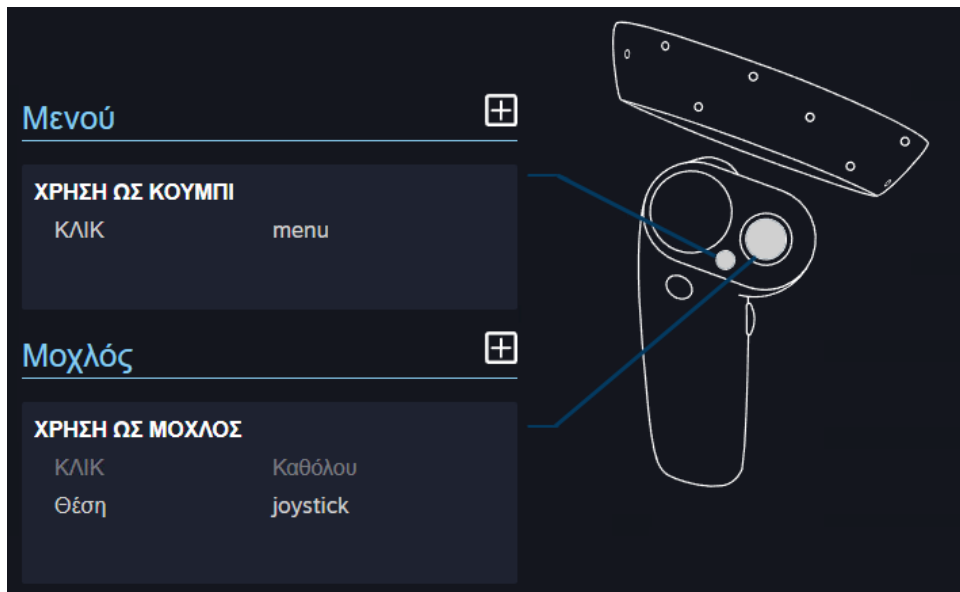 Μενού
ΧΡΗΣΗ ΩΣ ΚΟΥΜΠΙ
ΚΛΙΚ menu
Μοχλός
ΧΡΗΣΗ ΩΣ ΜΟΧΛΟΣ
ΚΛΙΚ Καθόλου
Θέση joystick